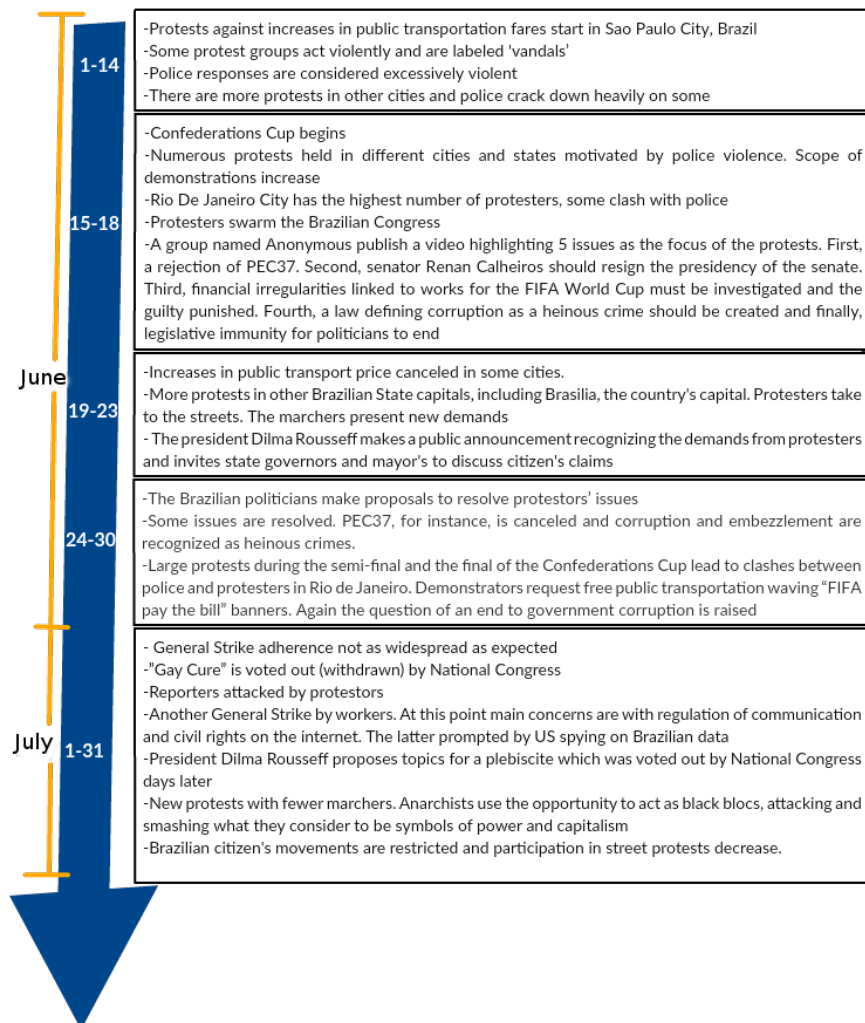 -Protests against increases in public transportation fares start in Sao Paulo City, Brazil
-Some protest groups act violently and are labeled 'vandals’
1-14
-Police responses are considered excessively violent
-There are more protests in other cities and police crack down heavily on some
-Confederations Cup begins
-Numerous protests held in different cities and states motivated by police violence. Scope of
demonstrations increase
-Rio De Janeiro City has the highest number of protesters, some clash with police
15-18
-Protesters swarm the Brazilian Congress
-A group named Anonymous publish a video highlighting 5 issues as the focus of the protests. First,
a rejection of PEC37. Second, senator Renan Calheiros should resign the presidency of the senate.
Third, financial irregularities linked to works for the FIFA World Cup must be investigated and the
guilty punished. Fourth, a law defining corruption as a heinous crime should be created and finally,
legislative immunity for politicians to end
June
-Increases in public transport price canceled in some cities.
-More protests in other Brazilian State capitals, including Brasilia, the country's capital. Protesters take
19-23
to the streets. The marchers present new demands
- The president Dilma Rousseff makes a public announcement recognizing the demands from protesters
and invites state governors and mayor's to discuss citizen's claims
-The Brazilian politicians make proposals to resolve protestors’ issues
-Some issues are resolved. PEC37, for instance, is canceled and corruption and embezzlement are
24-30
recognized as heinous crimes.
-Large protests during the semi-final and the final of the Confederations Cup lead to clashes between
police and protesters in Rio de Janeiro. Demonstrators request free public transportation waving “FIFA
pay the bill” banners. Again the question of an end to government corruption is raised
- General Strike adherence not as widespread as expected
-”Gay Cure” is voted out (withdrawn) by National Congress
-Reporters attacked by protestors
-Another General Strike by workers. At this point main concerns are with regulation of communication
July
and civil rights on the internet. The latter prompted by US spying on Brazilian data
1-31
-President Dilma Rousseff proposes topics for a plebiscite which was voted out by National Congress
days later
-New protests with fewer marchers. Anarchists use the opportunity to act as black blocs, attacking and
smashing what they consider to be symbols of power and capitalism
-Brazilian citizen's movements are restricted and participation in street protests decrease.